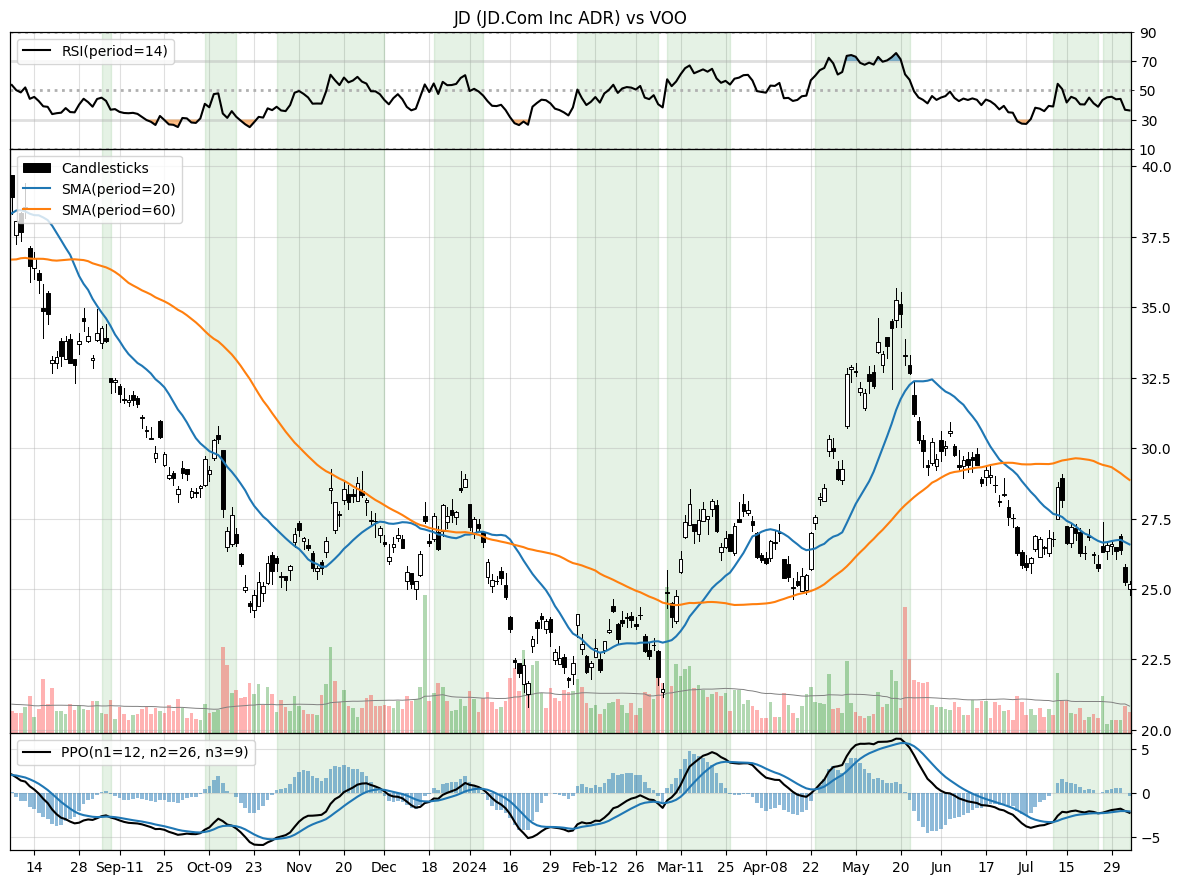 JD (JD.Com Inc ADR) vs VOO
RSI(period=14)
90
70
50
30
10
Candlesticks
SMA(period=20)
SMA(period=60)
40.0
37.5
35.0
32.5
30.0
27.5
25.0
22.5
20.0
PPO(n1=12, n2=26, n3=9)
5
0
−5
14 28 Sep-11 25 Oct-09 23 Nov 20 Dec 18 2024 16 29 Feb-12 26 Mar-11 25 Apr-08 22 May 20 Jun 17 Jul 15 29